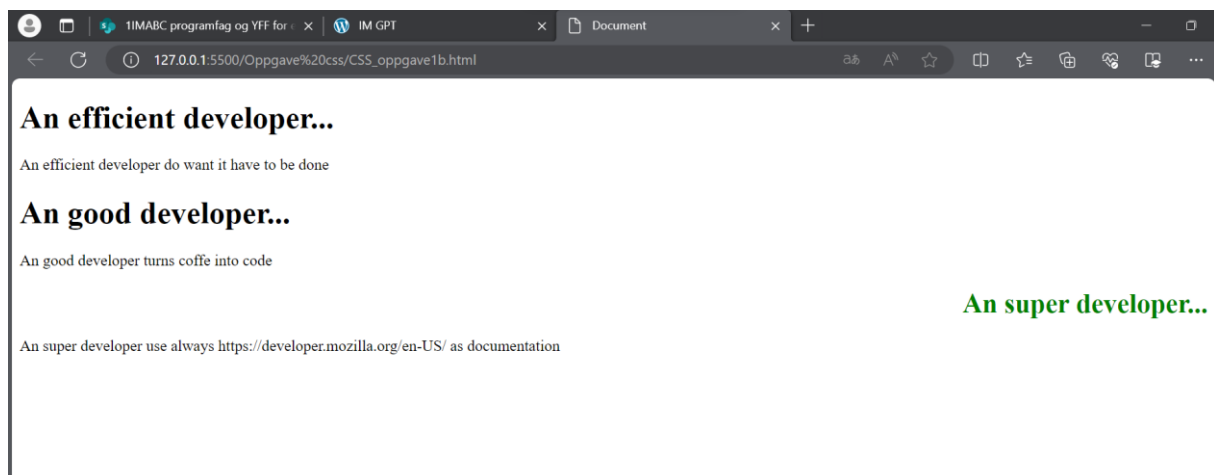 1IMABC programfag og YFF for
IM GPT
Document
127.0.0.1:5500/Oppgave%20css/CSS_oppgave1b.html
An efficient developer...
An efficient developer do want it have to be done
An good developer...
An good developer turns coffe into code
An super developer...
An super developer use always https://developer.mozilla.org/en-US/ as documentation